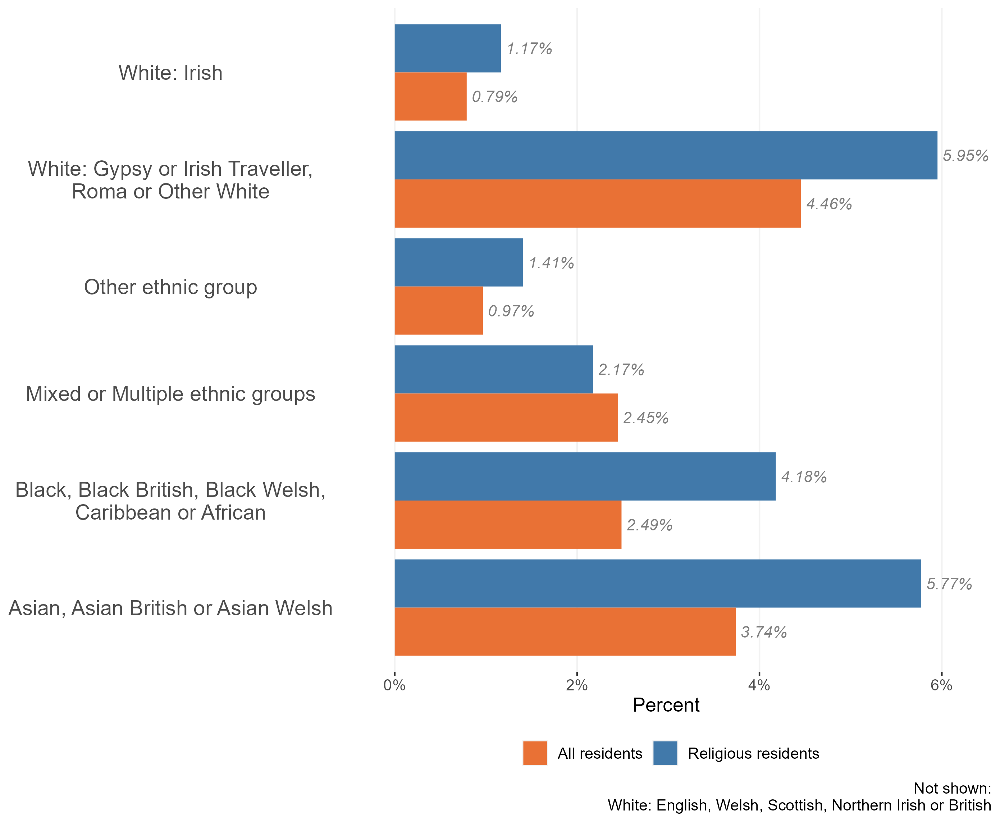 White: Irish
1.17%
0.79%
White: Gypsy or Irish Traveller,
Roma or Other White
5.95%
4.46%
Other ethnic group
1.41%
0.97%
Mixed or Multiple ethnic groups
2.17%
2.45%
Black, Black British, Black Welsh,
Caribbean or African
4.18%
2.49%
Asian, Asian British or Asian Welsh
5.77%
3.74%
0% 2% 4% 6%
Percent
All residents Religious residents
Not shown:
White: English, Welsh, Scottish, Northern Irish or British